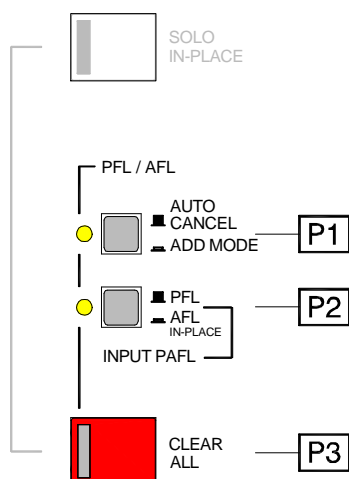 SOLO
IN-PLACE
PFL / AFL
AUTO
CANCEL
ADD MODE
P1
PFL
AFL
IN-PLACE
P2
INPUT PAFL
CLEAR
ALL
P3